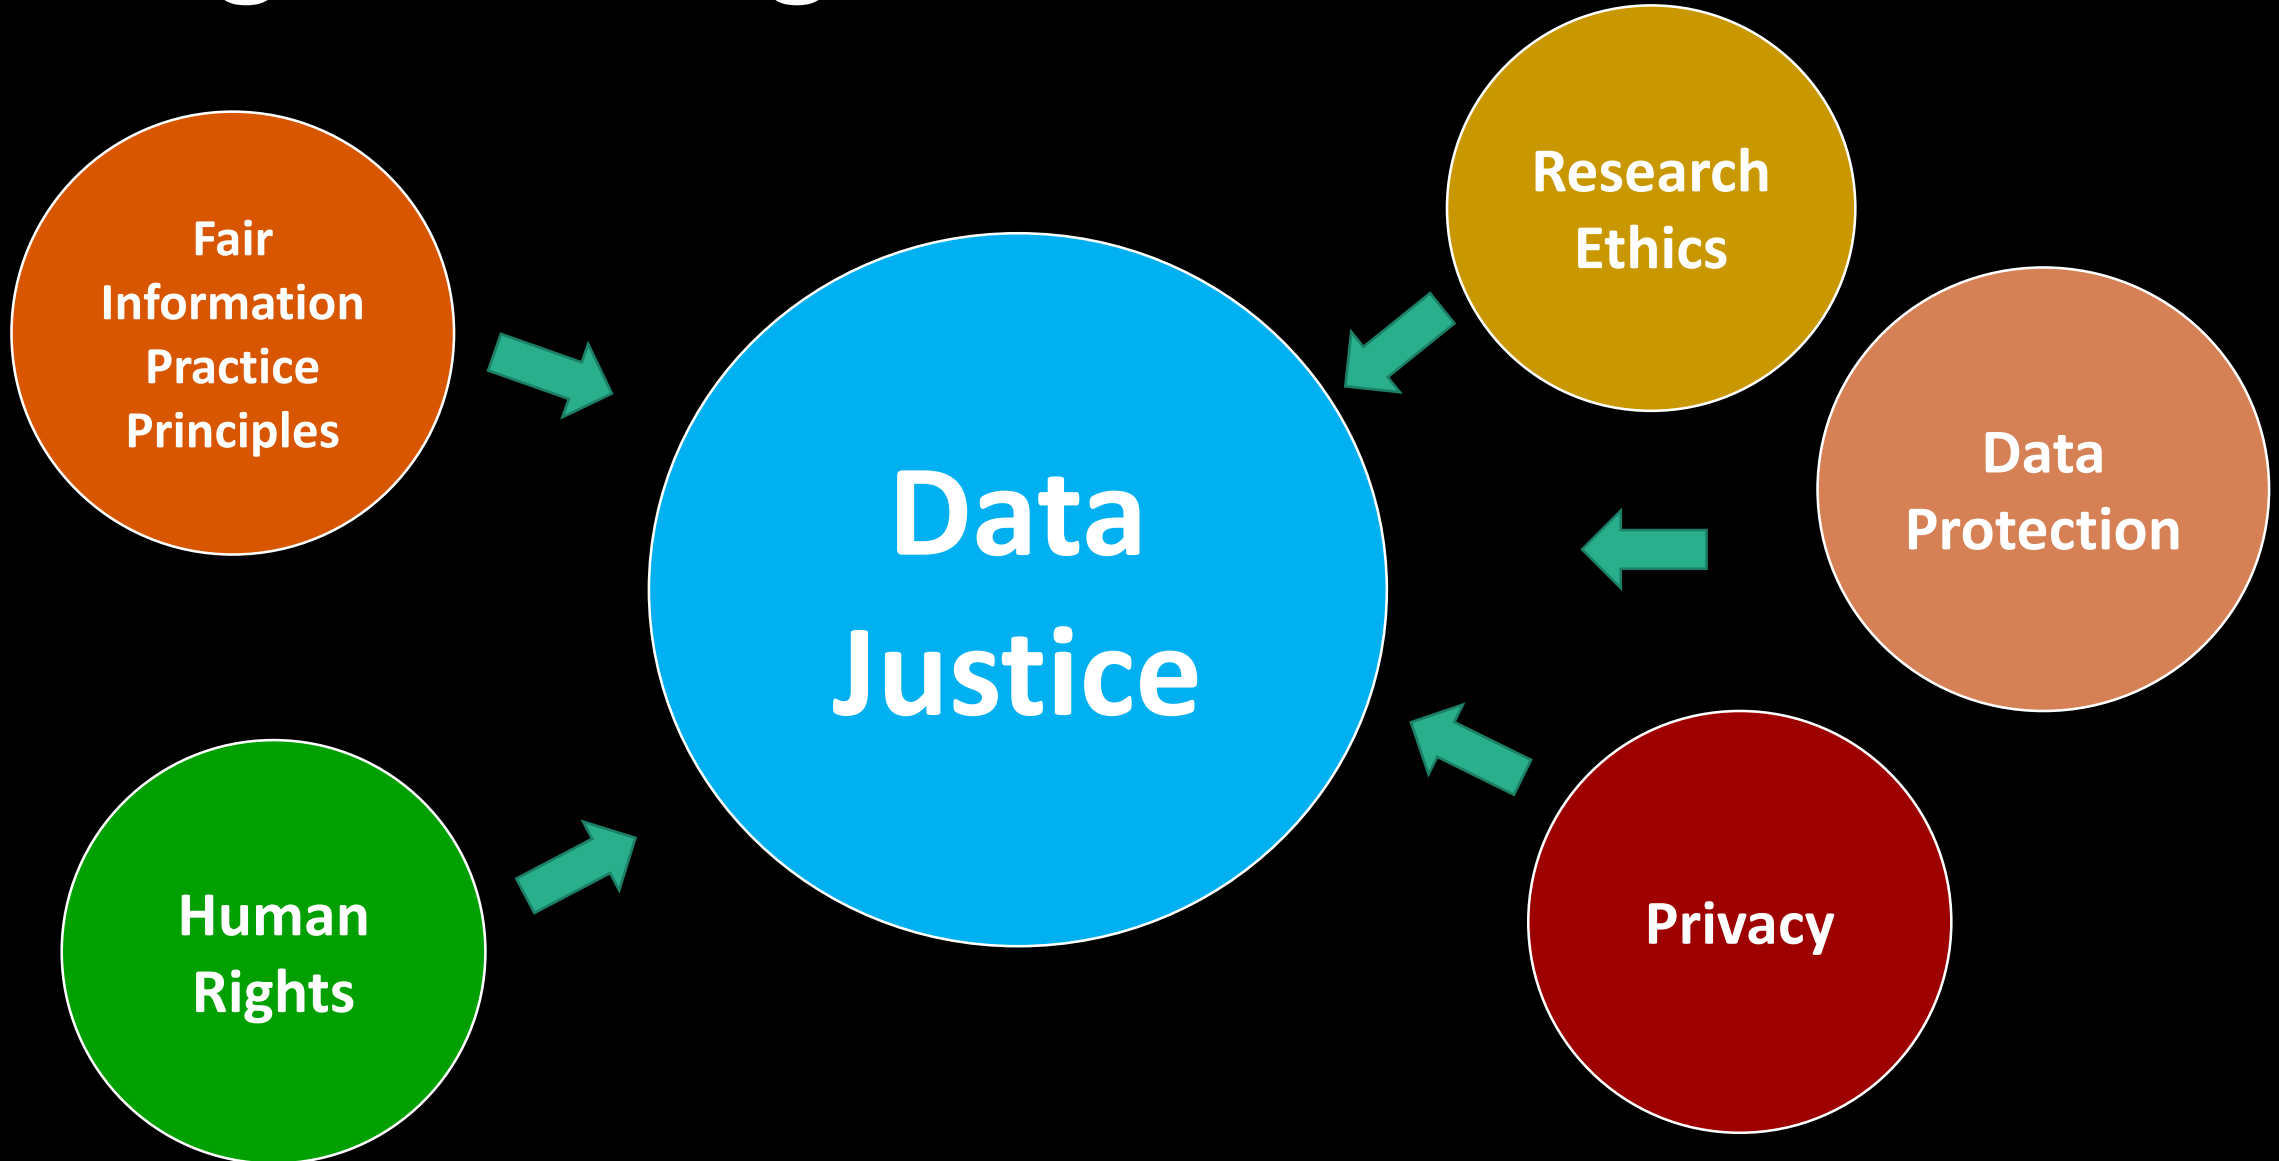 Fair
Information
Practice
Principles
Research
Ethics
Data
Protection
Data
Justice
Human
Rights
Privacy